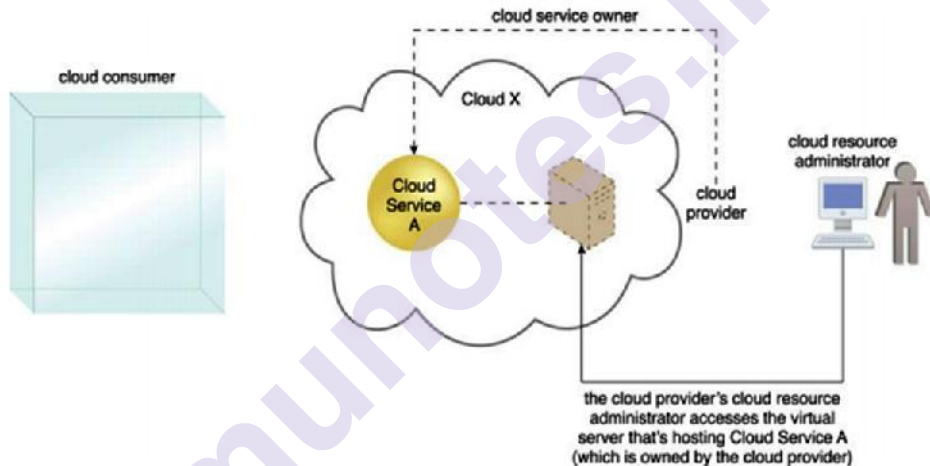 cloud service owner
cloud consumer
Cloud X
cloud resource
administrator
Cloud
Service
A
cloud
provider
the cloud provider's cloud resource
administrator accesses the virtual
server that's hosting Cloud Service A
(which is owned by the cloud provider)